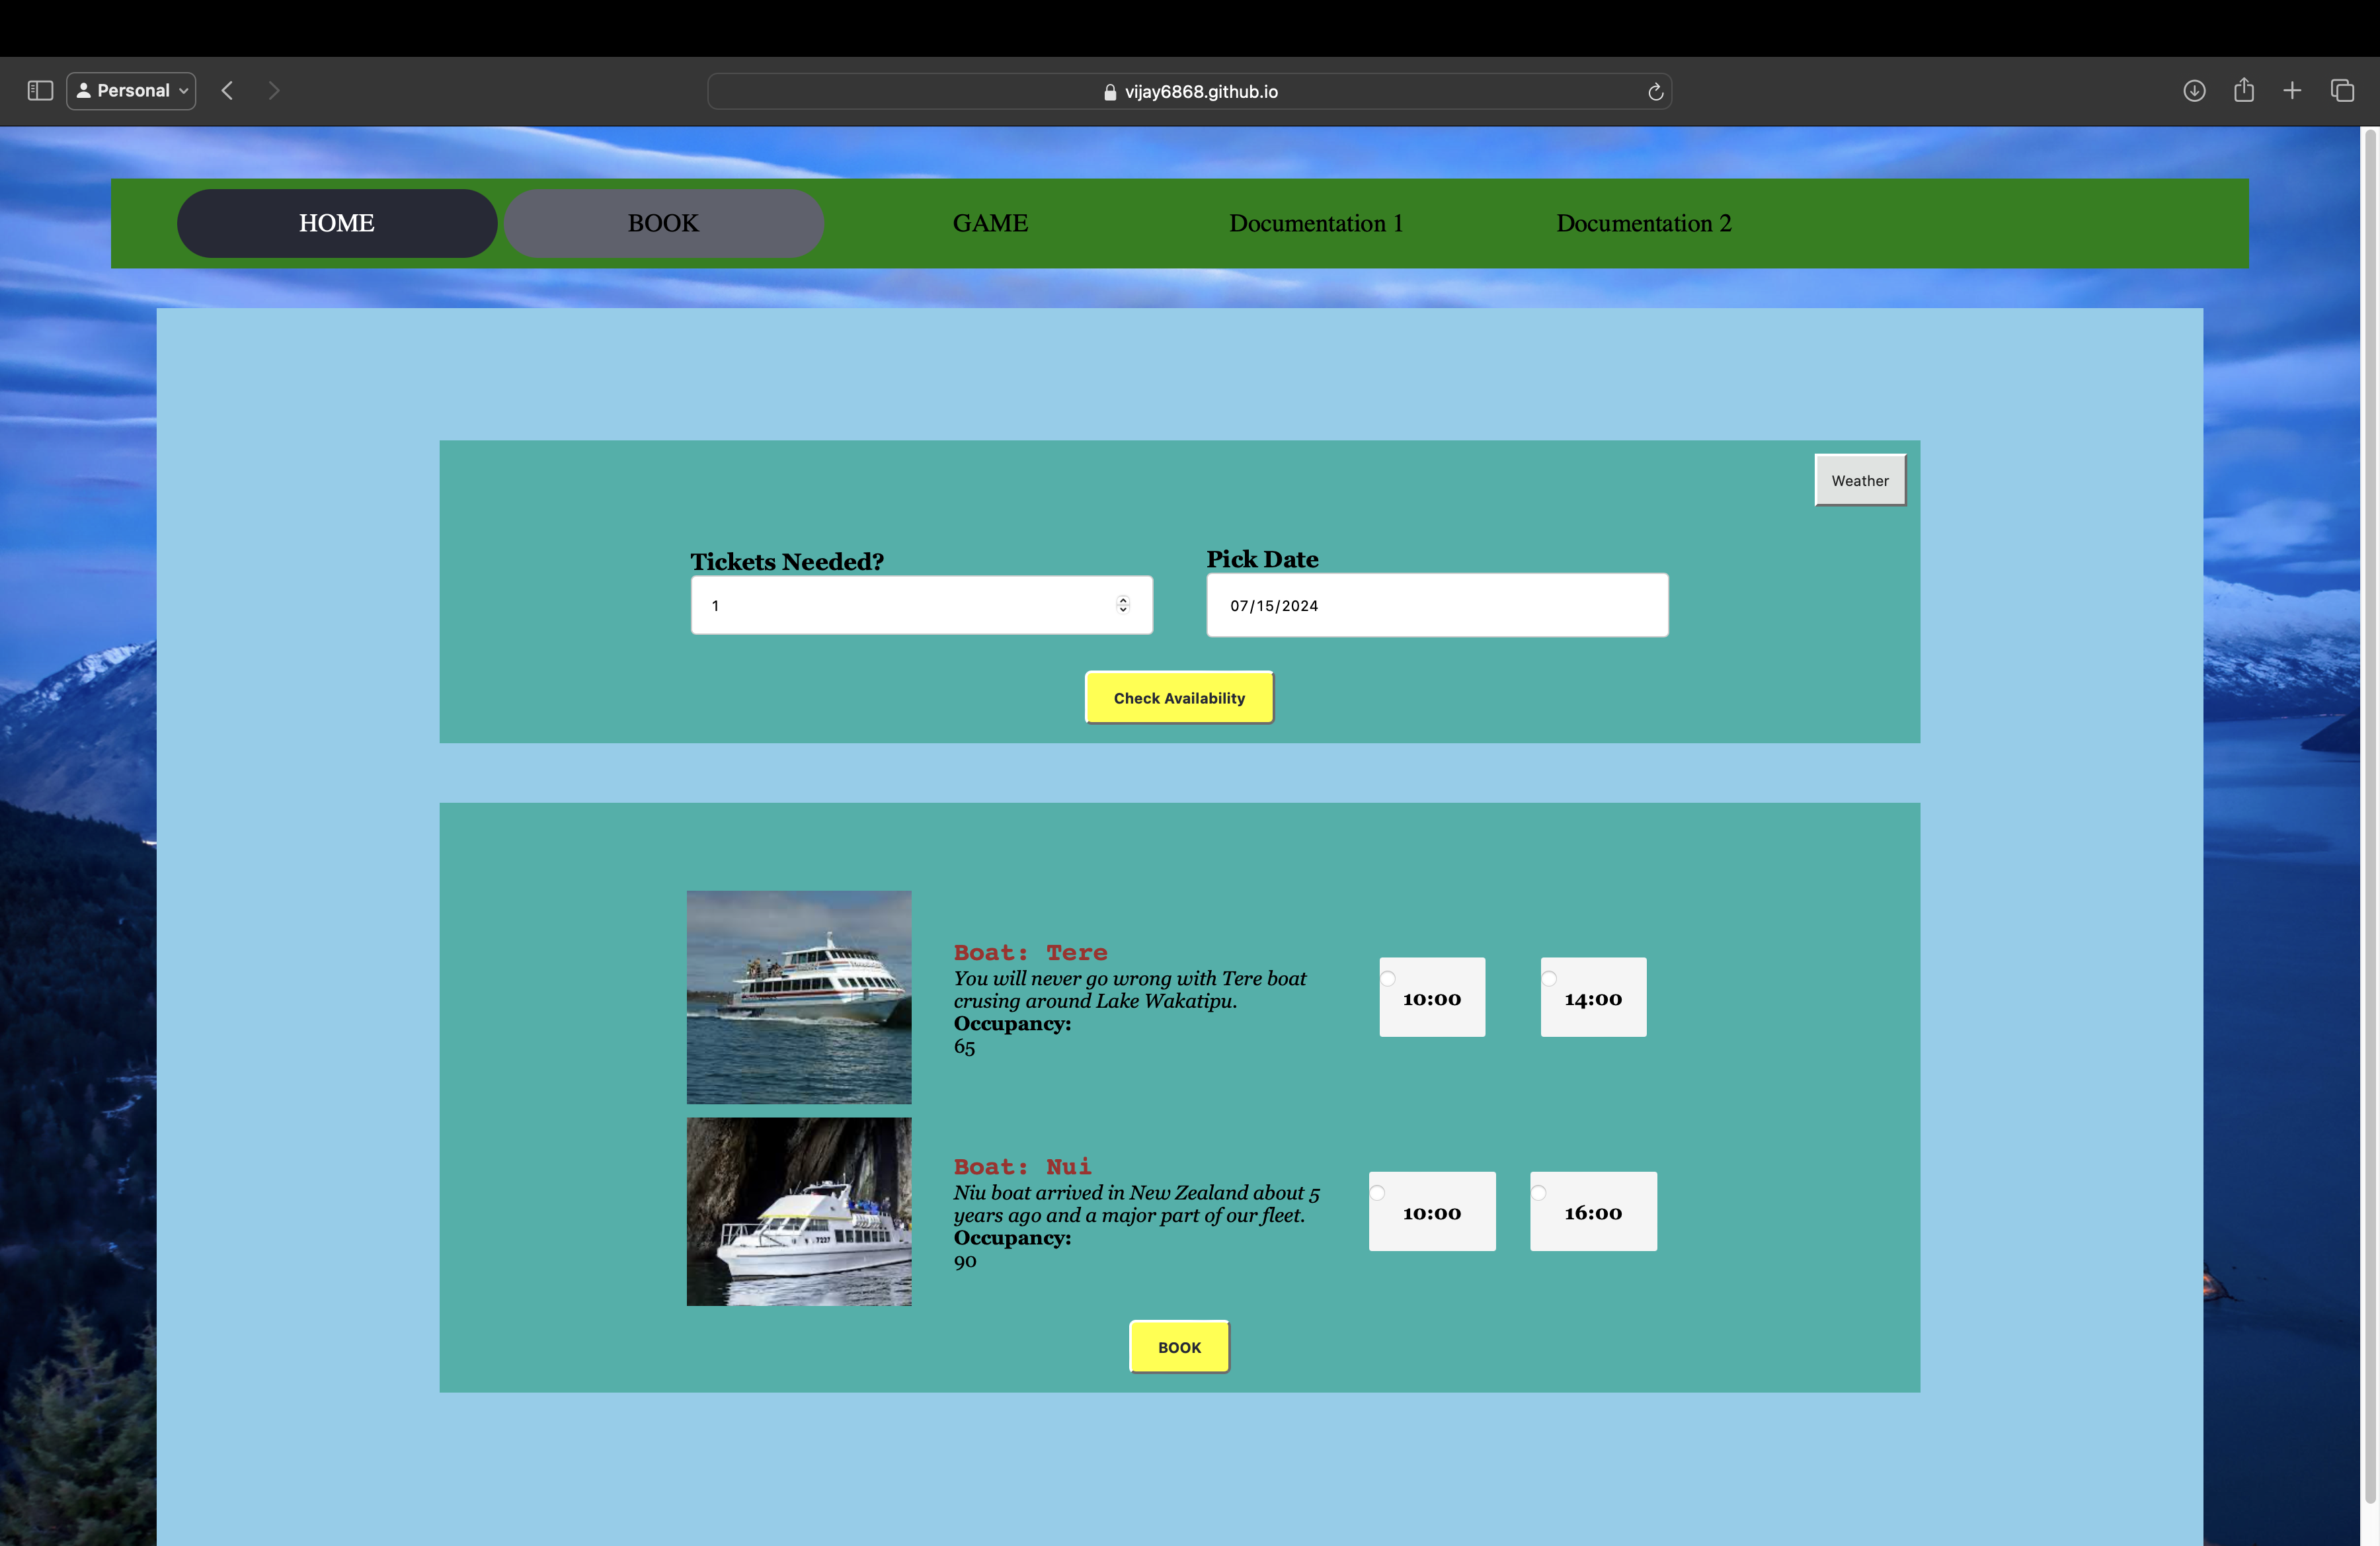 Personal
vijay6868.github.io
HOME BOOK GAME Documentation 1 Documentation 2
Weather
Tickets Needed? Pick Date
1 07/15/2024
Check Availability
Boat: Tere
You will never go wrong with Tere boat
crusing around Lake Wakatipu.
Occupancy:
65
10:00 14:00
Boat: Nui
Niu boat arrived in New Zealand about 5
years ago and a major part of our fleet.
Occupancy:
90
10:00 16:00
7227
BOOK